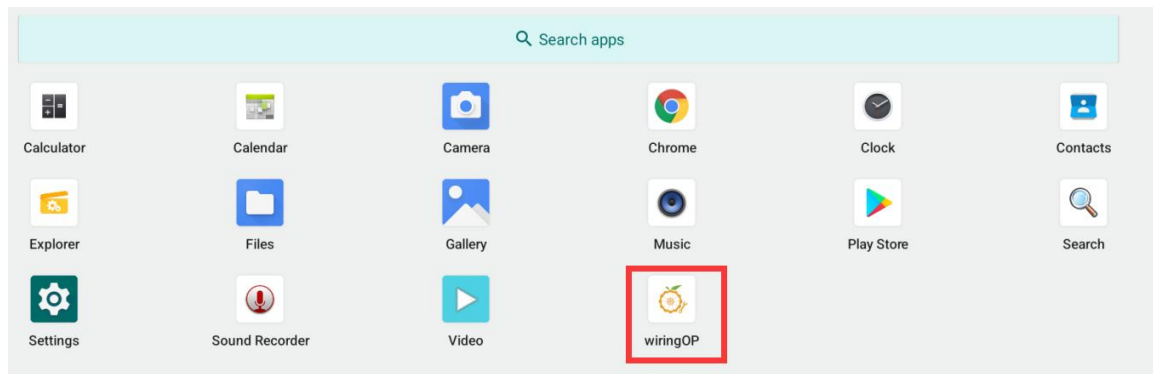 Search apps
Calculator
Calendar
Camera
Chrome
Clock
Contacts
Explorer
Files
Gallery
Music
Play Store
Search
Settings
Sound Recorder
Video
wiringOP